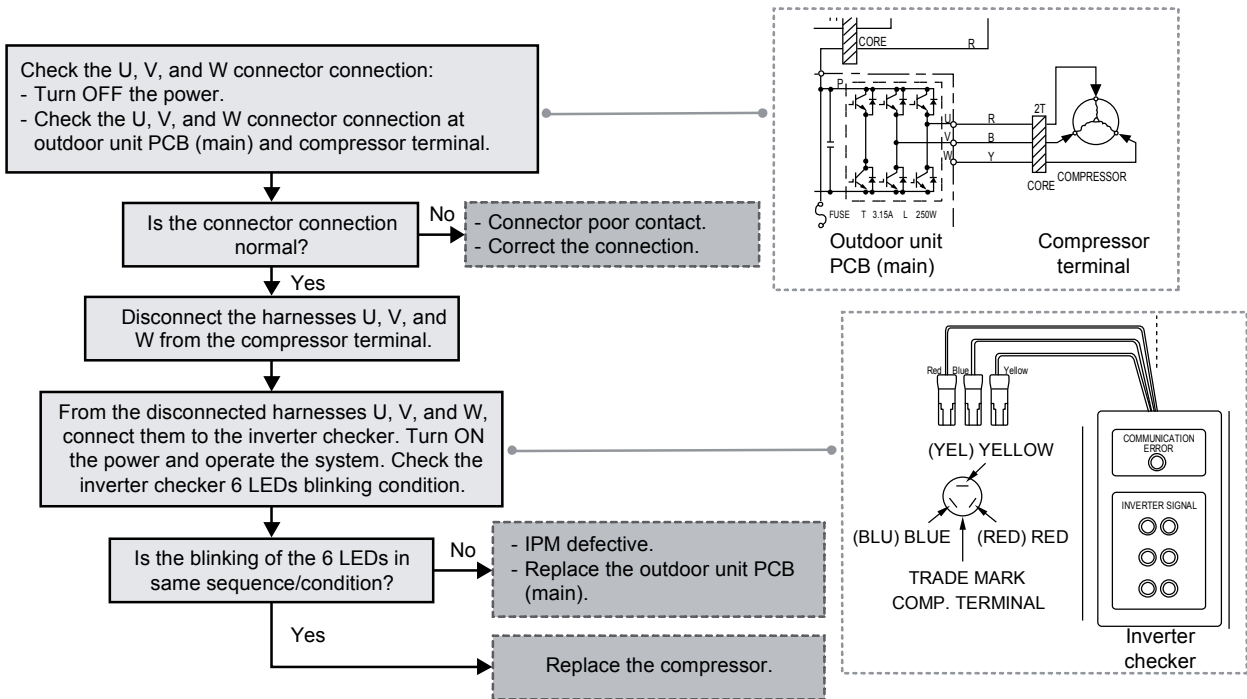 Check the U, V, and W connector connection:
- Turn OFF the power.
- Check the U, V, and W connector connection at
outdoor unit PCB (main) and compressor terminal.
Is the connector connection
normal?
No
- Connector poor contact.
- Correct the connection.
Yes
Disconnect the harnesses U, V, and
W from the compressor terminal.
From the disconnected harnesses U, V, and W,
connect them to the inverter checker. Turn ON
the power and operate the system. Check the
inverter checker 6 LEDs blinking condition.
Is the blinking of the 6 LEDs in
same sequence/condition?
No
- IPM defective.
- Replace the outdoor unit PCB
(main).
Yes
Replace the compressor.
CORE
R
P
U
R
V
B
W
Y
2T
CORE
COMPRESSOR
FUSE T 3.15A L 250W
Outdoor unit
PCB (main)
Compressor
terminal
Red
Blue
Yellow
(YEL) YELLOW
(BLU) BLUE
(RED) RED
TRADE MARK
COMP. TERMINAL
COMMUNICATION
ERROR
INVERTER SIGNAL
Inverter
checker